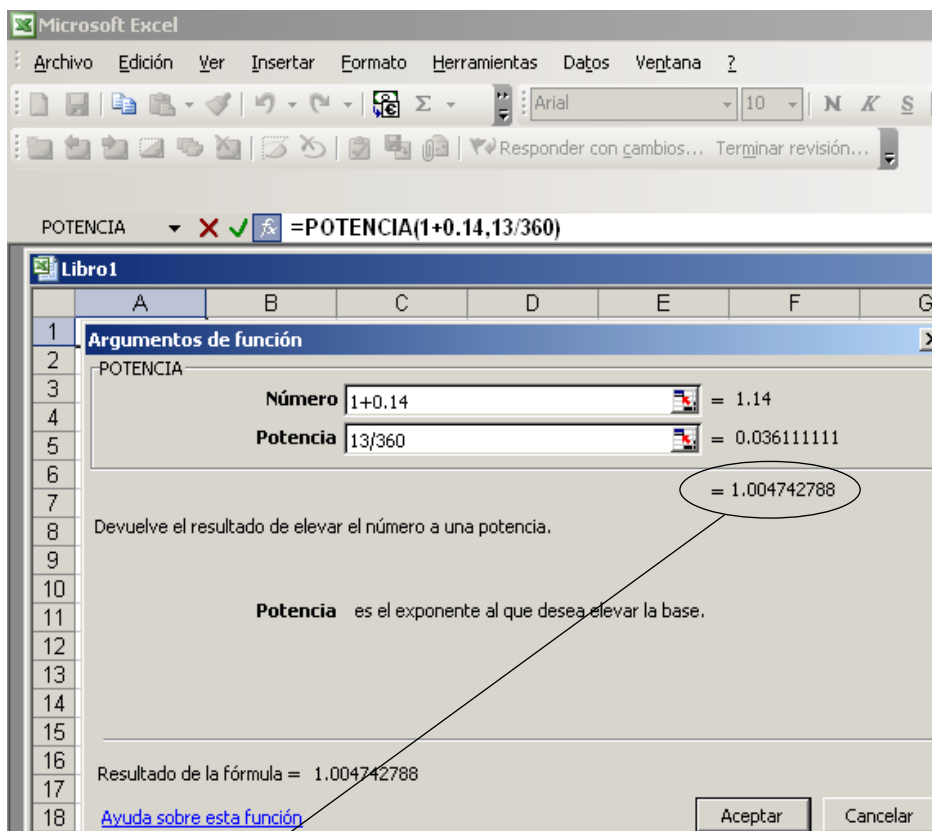 Microsoft Excel
Archivo Edición Ver Insertar Formato Herramientas Datos Ventana ?
Σ Arial 10 N K S
Responder con cambios... Terminar revisión...
POTENCIA fx =POTENCIA(1+0.14,13/360)
Libro1
A B C D E F G
1
Argumentos de función
2
POTENCIA
3
Número 1+0.14 = 1.14
4
Potencia 13/360 = 0.036111111
5
6
= 1.004742788
7
8
Devuelve el resultado de elevar el número a una potencia.
9
10
Potencia es el exponente al que desea elevar la base.
11
12
13
14
15
16
Resultado de la fórmula = 1.004742788
17
18
Ayuda sobre esta función Aceptar Cancelar